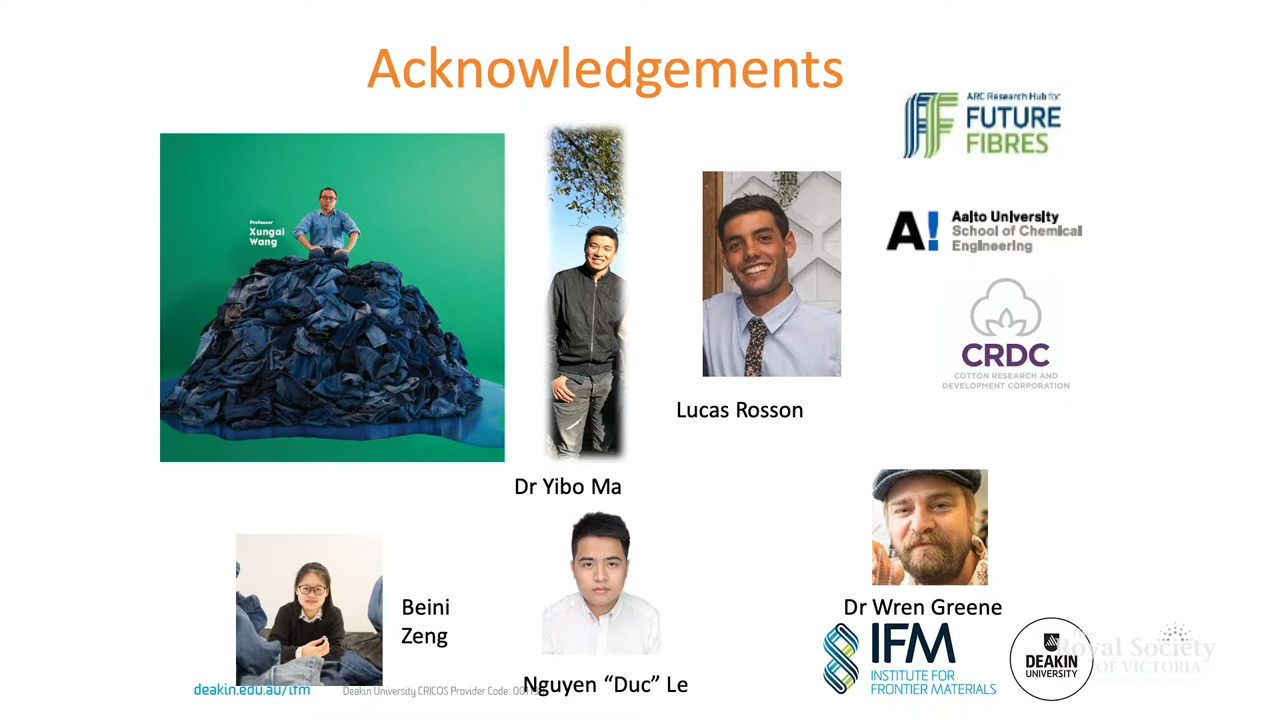 Acknowledgements
ARC Research Hub for
FUTURE
FIBRES
Professor
Xungai
Wang
A! Aalto University
School of Chemical
Engineering
CRDC
COTTON RESEARCH AND
DEVELOPMENT CORPORATION
Lucas Rosson
Dr Yibo Ma
Beini
Zeng
Dr Wren Greene
IFM
INSTITUTE FOR
FRONTIER MATERIALS
DEAKIN
UNIVERSITY
Royal Society
OF VICTORIA
Nguyen “Duc” Le
deakin.edu.au/ifm
Deakin University CRICOS Provider Code: